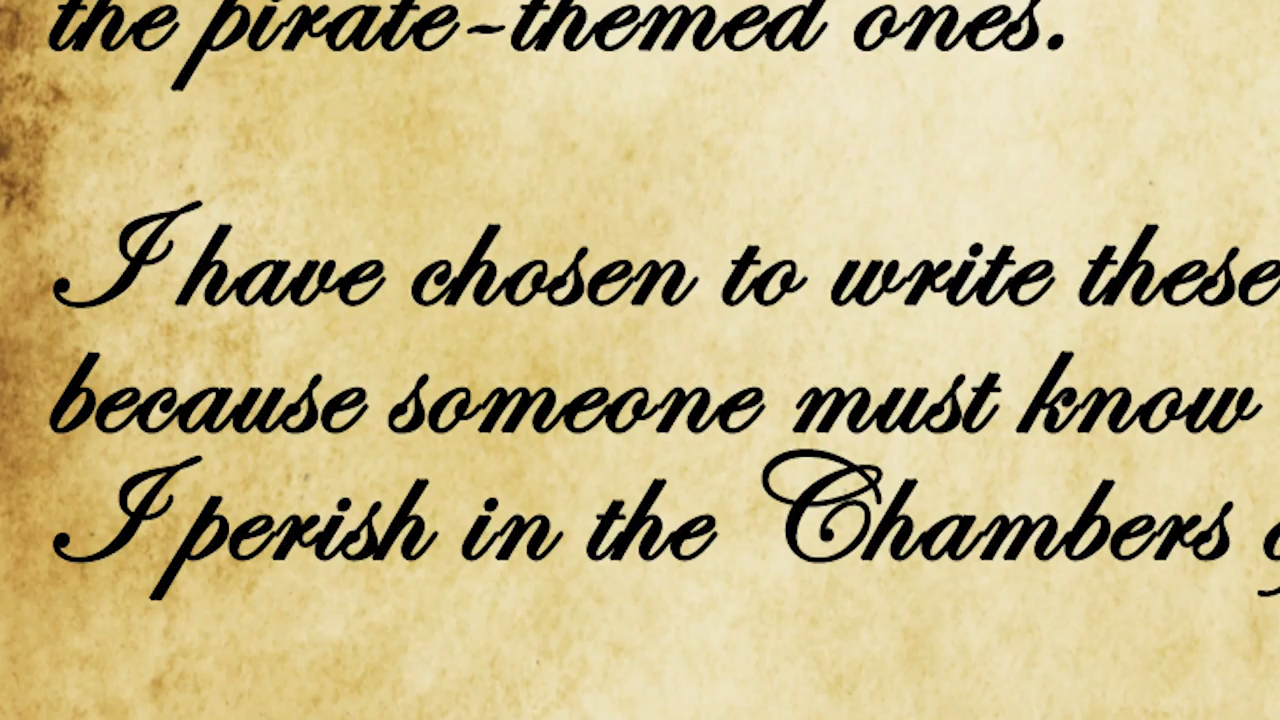 the pirate-themed ones.
I have chosen to write these
because someone must know
I perish in the Chambers